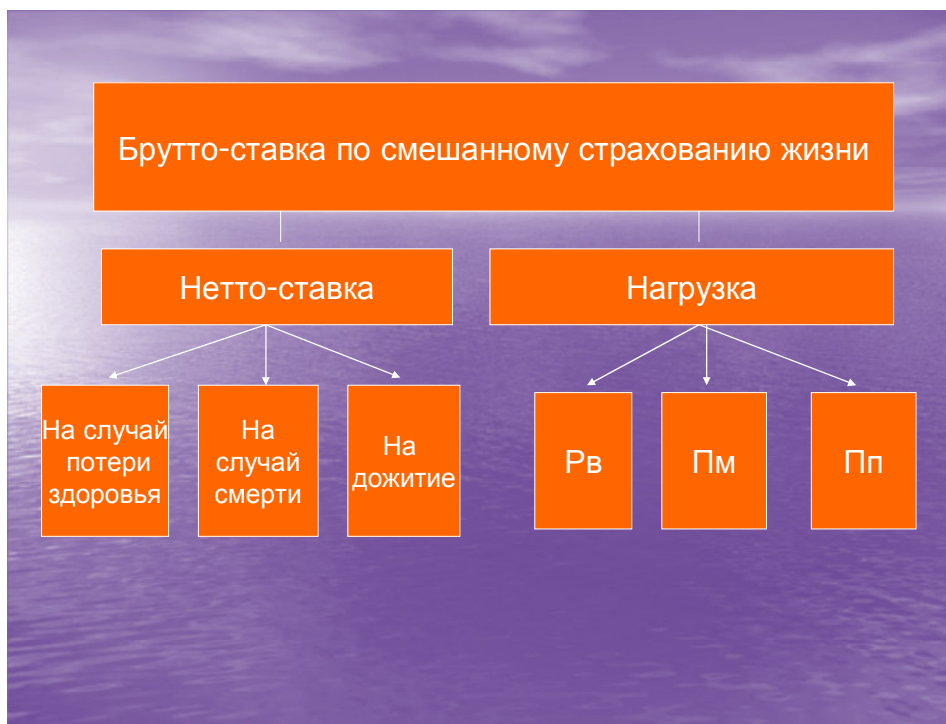 Брутто-ставка по смешанному страхованию жизни
Нетто-ставка
Нагрузка
На случай
потери
здоровья
На
случай
смерти
На
дожитие
Рв
Пм
Пп